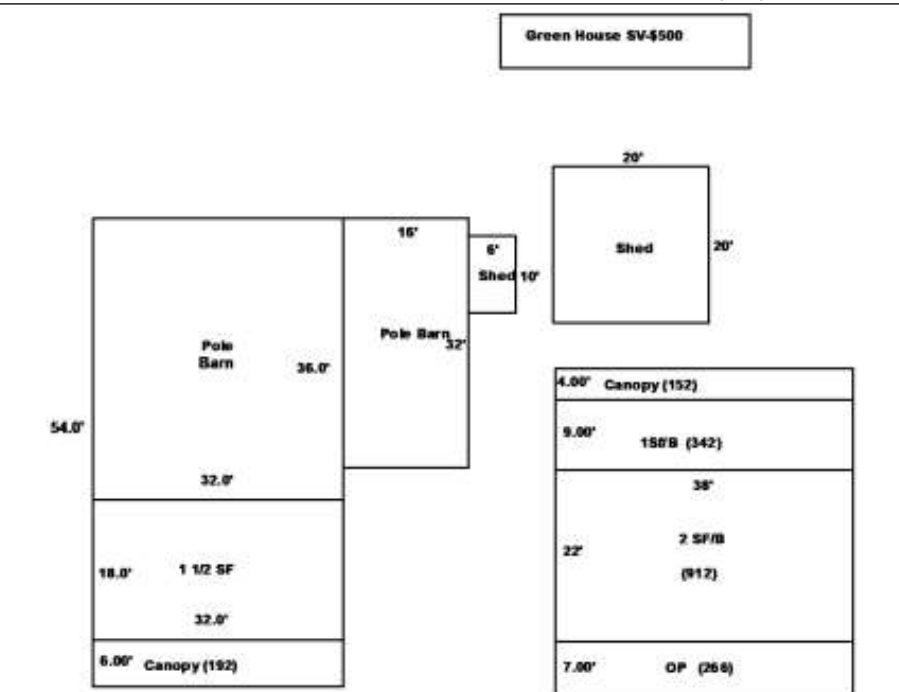 Green House SV-$500
20'
Shed
20'
16'
6'
Shed 10'
Pole Barn
32'
Pole
Barn
36.0'
54.0'
32.0'
18.0'
1 1/2 SF
32.0'
6.00' Canopy (192)
4.00' Canopy (152)
9.00'
1Sf/B (342)
38'
22'
2 SF/B
(912)
7.00' OP (266)